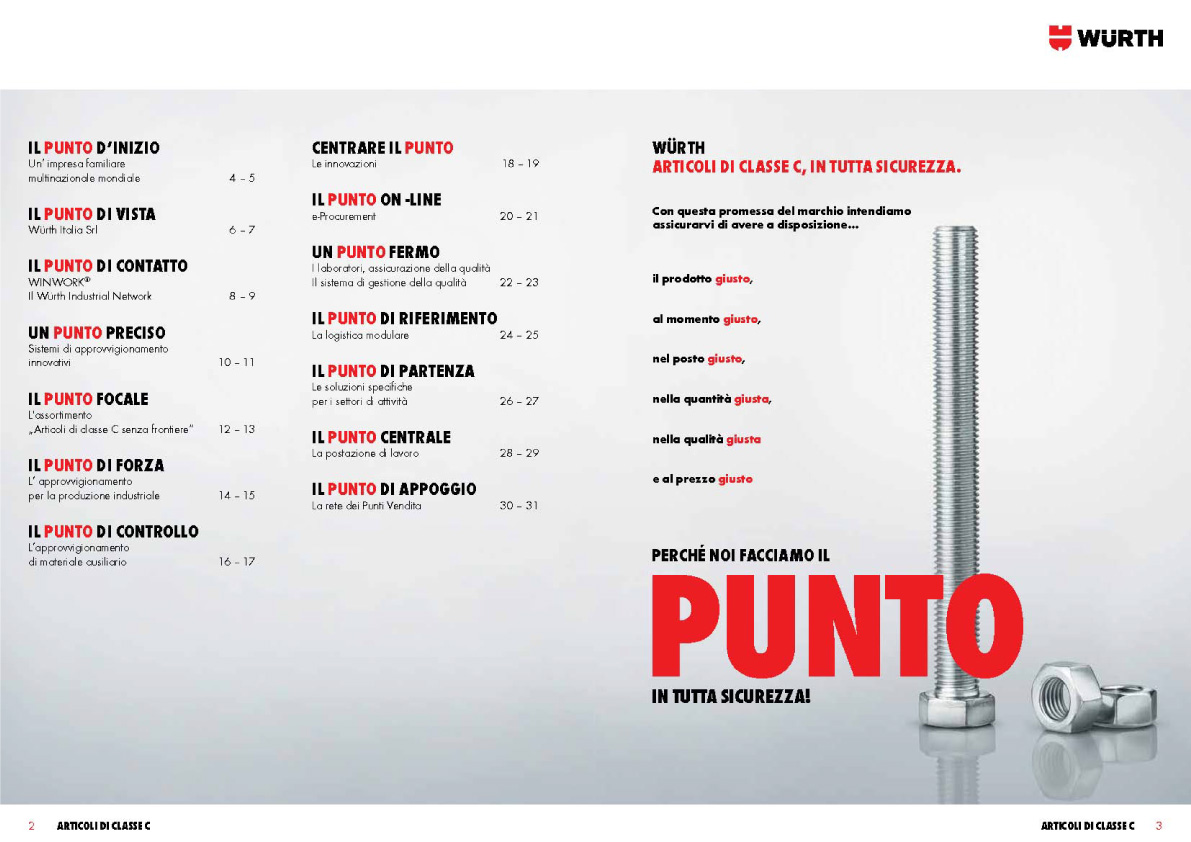 WÜRTH
IL PUNTO D’INIZIO
Un’ impresa familiare
multinazionale mondiale 4 – 5
IL PUNTO DI VISTA
Würth Italia Srl 6 – 7
IL PUNTO DI CONTATTO
WINWORK®
Il Würth Industrial Network 8 – 9
UN PUNTO PRECISO
Sistemi di approvvigionamento
innovativi 10 – 11
IL PUNTO FOCALE
L'assortimento
„Articoli di classe C senza frontiere“ 12 – 13
IL PUNTO DI FORZA
L’ approvvigionamento
per la produzione industriale 14 – 15
IL PUNTO DI CONTROLLO
L’approvvigionamento
di materiale ausiliario 16 – 17
CENTRARE IL PUNTO
Le innovazioni 18 – 19
IL PUNTO ON -LINE
e-Procurement 20 – 21
UN PUNTO FERMO
I laboratori, assicurazione della qualità
Il sistema di gestione della qualità 22 – 23
IL PUNTO DI RIFERIMENTO
La logistica modulare 24 – 25
IL PUNTO DI PARTENZA
Le soluzioni specifiche
per i settori di attività 26 – 27
IL PUNTO CENTRALE
La postazione di lavoro 28 – 29
IL PUNTO DI APPOGGIO
La rete dei Punti Vendita 30 – 31
WÜRTH
ARTICOLI DI CLASSE C, IN TUTTA SICUREZZA.
Con questa promessa del marchio intendiamo
assicurarvi di avere a disposizione...
il prodotto giusto,
al momento giusto,
nel posto giusto,
nella quantità giusta,
nella qualità giusta
e al prezzo giusto
PERCHÉ NOI FACCIAMO IL
PUNTO
IN TUTTA SICUREZZA!
2 ARTICOLI DI CLASSE C
ARTICOLI DI CLASSE C 3